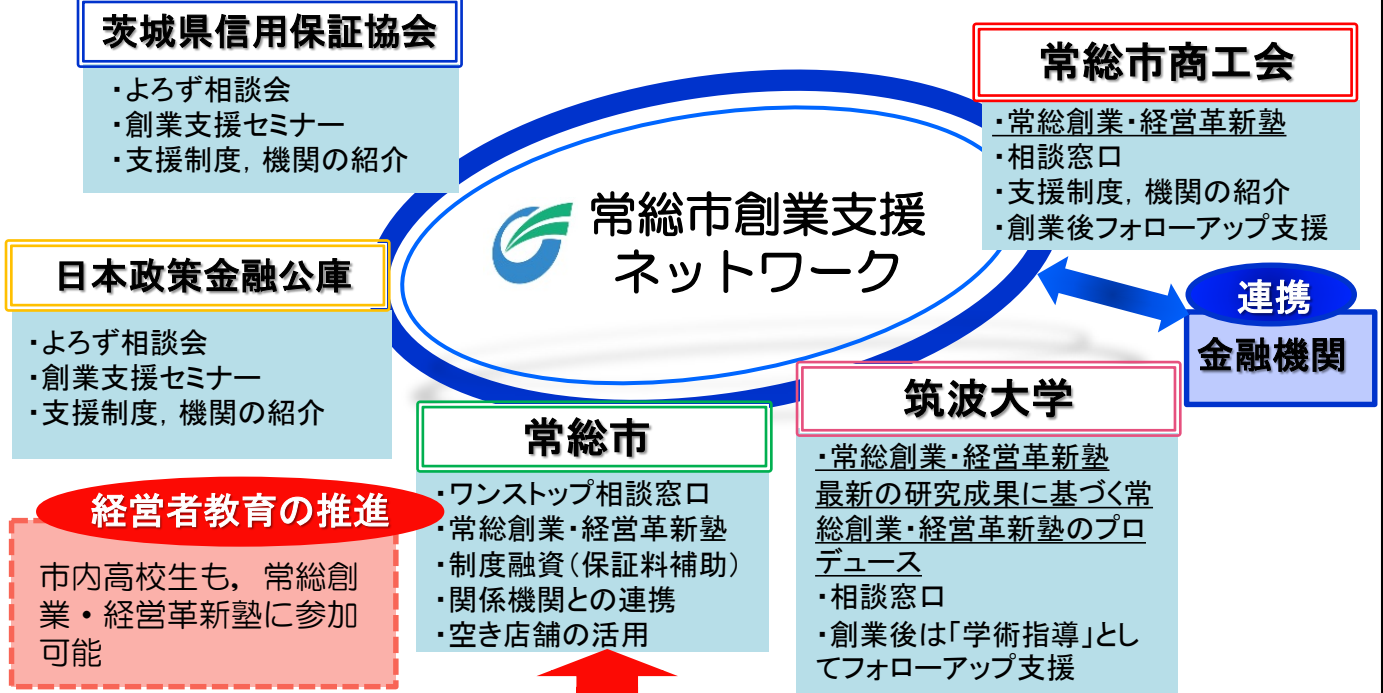 茨城県信用保証協会
・よろず相談会
・創業支援セミナー
・支援制度，機関の紹介
常総市商工会
・常総創業・経営革新塾
・相談窓口
・支援制度，機関の紹介
・創業後フォローアップ支援
常総市創業支援
ネットワーク
日本政策金融公庫
・よろず相談会
・創業支援セミナー
・支援制度，機関の紹介
連携
金融機関
常総市
・ワンストップ相談窓口
・常総創業・経営革新塾
・制度融資（保証料補助）
・関係機関との連携
・空き店舗の活用
筑波大学
・常総創業・経営革新塾
最新の研究成果に基づく常
総創業・経営革新塾のプロ
デュース
・相談窓口
・創業後は「学術指導」とし
てフォローアップ支援
経営者教育の推進
市内高校生も，常総創
業・経営革新塾に参加
可能